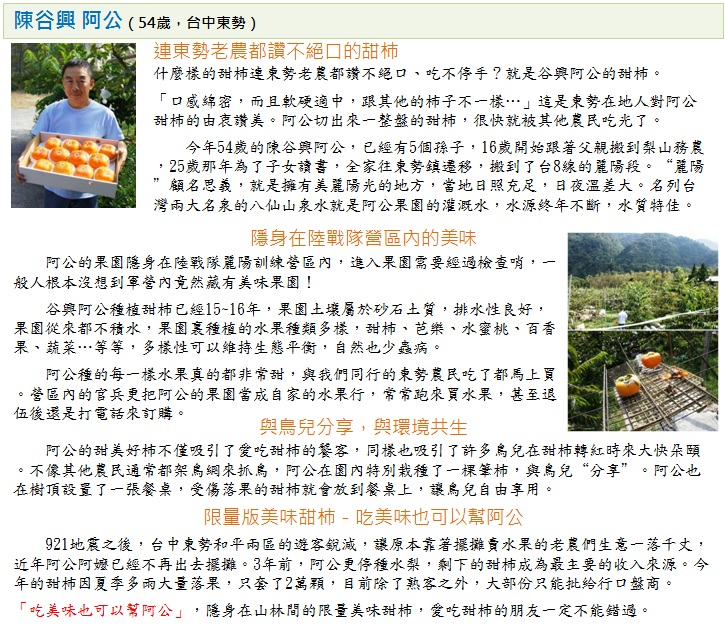 陳谷興 阿公 ( 54歲，台中東勢 )
連東勢老農都讚不絕口的甜柿
什麼樣的甜柿連東勢老農都讚不絕口、吃不停手？就是谷興阿公的甜柿。
「口感綿密，而且軟硬適中，跟其他的柿子不一樣…」這是東勢在地人對阿公
甜柿的由衷讚美。阿公切出來一整盤的甜柿，很快就被其他農民吃光了。
今年54歲的陳谷興阿公，已經有5個孫子，16歲開始跟著父親搬到梨山務農
，25歲那年為了子女讀書，全家往東勢鎮遷移，搬到了台8線的麗陽段。“麗陽
”顧名思義，就是擁有美麗陽光的地方，當地日照充足，日夜溫差大。名列台
灣兩大名泉的八仙山泉水就是阿公果園的灌溉水，水源終年不斷，水質特佳。
隱身在陸戰隊營區內的美味
阿公的果園隱身在陸戰隊麗陽訓練營區內，進入果園需要經過檢查哨，一
般人根本沒想到軍營內竟然藏有美味果園！
谷興阿公種植甜柿已經15~16年，果園土壤屬於砂石土質，排水性良好，
果園從來都不積水，果園裏種植的水果種類多樣，甜柿、芭樂、水蜜桃、百香
果、蔬菜…等等，多樣性可以維持生態平衡，自然也少蟲病。
阿公種的每一樣水果真的都非常甜，與我們同行的東勢農民吃了都馬上買
。營區內的官兵更把阿公的果園當成自家的水果行，常常跑來買水果，甚至退
伍後還是打電話來訂購。
與鳥兒分享，與環境共生
阿公的甜美好柿不僅吸引了愛吃甜柿的饕客，同樣也吸引了許多鳥兒在甜柿轉紅時來大快朵頤
。不像其他農民通常都架鳥網來抓鳥，阿公在園內特別栽種了一棵筆柿，與鳥兒“分享”。阿公也
在樹頂設置了一張餐桌，受傷落果的甜柿就會放到餐桌上，讓鳥兒自由享用。
限量版美味甜柿 - 吃美味也可以幫阿公
921地震之後，台中東勢和平兩區的遊客銳減，讓原本靠著擺攤賣水果的老農們生意一落千丈，
近年阿公阿嬤已經不再出去擺攤。3年前，阿公更停種水梨，剩下的甜柿成為最主要的收入來源。今
年的甜柿因夏季多雨大量落果，只套了2萬顆，目前除了熟客之外，大部份只能批給行口盤商。
「吃美味也可以幫阿公」，隱身在山林間的限量美味甜柿，愛吃甜柿的朋友一定不能錯過。